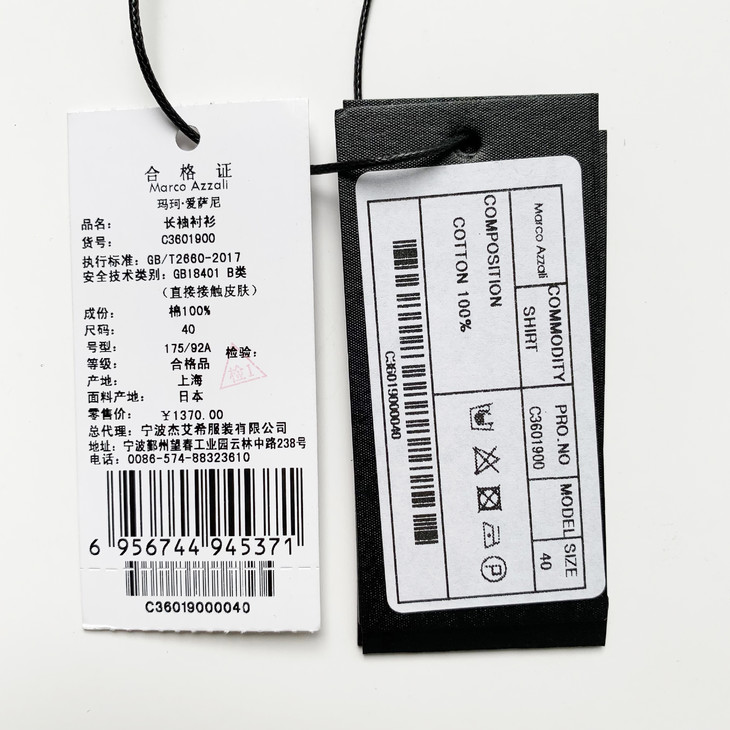 合格证
Marco Azzali
玛珂·爱萨尼
品名： 长袖衬衫
货号： C3601900
执行标准：GB/T2660-2017
安全技术类别：GB18401 B类
（直接接触皮肤）
成份： 棉100%
尺码： 40
号型： 175/92A 检验：
检1
等级： 合格品
产地： 上海
面料产地： 日本
零售价： ￥1370.00
总代理：宁波杰艾希服装有限公司
地址：宁波鄞州望春工业园云林中路238号
电话：0086-574-88323610
6 956744 945371
C36019000040
Marco Azzali
COMMODITY
SHIRT
PRO.NO
C3601900
MODEL SIZE
40
COMPOSITION
COTTON 100%
P
C36019000040